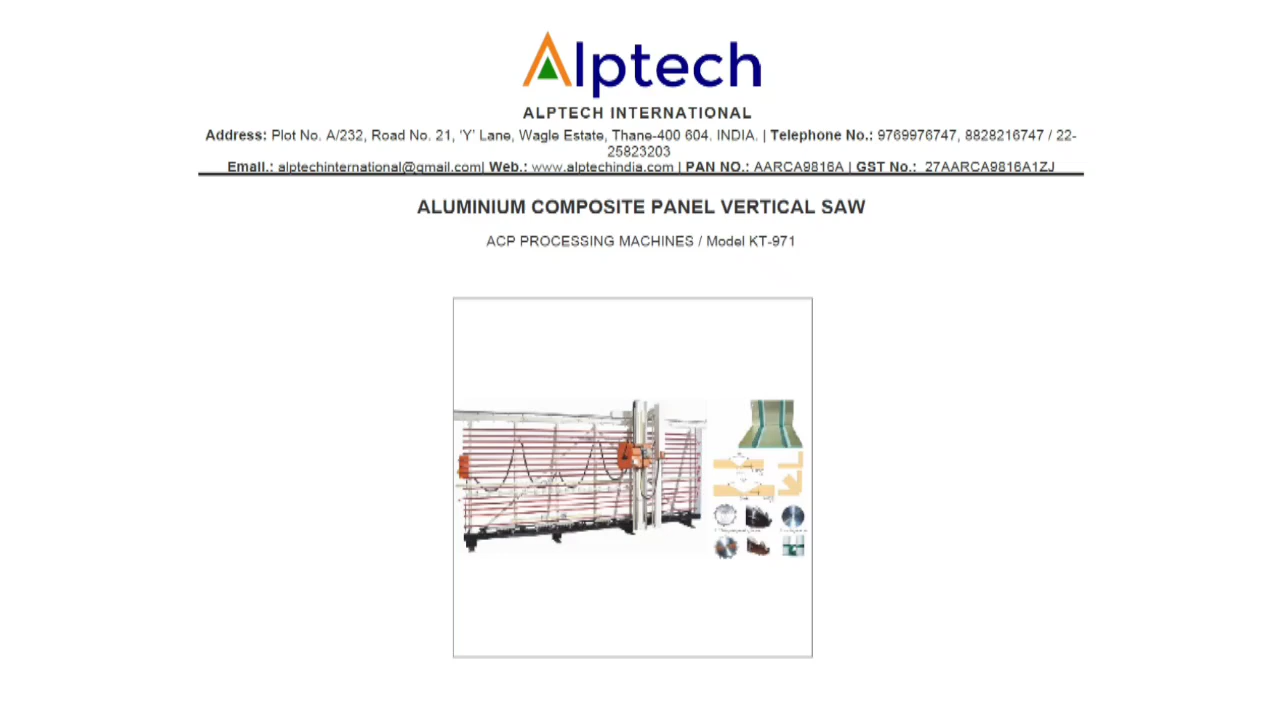 Alptech
ALPTECH INTERNATIONAL
Address: Plot No. A/232, Road No. 21, 'Y' Lane, Wagle Estate, Thane-400 604. INDIA. | Telephone No.: 9769976747, 8828216747 / 22-
25823203
Email.: alptechinternational@gmail.com| Web.: www.alptechindia.com | PAN NO.: AARCA9816A | GST No.: 27AARCA9816A1ZJ
ALUMINIUM COMPOSITE PANEL VERTICAL SAW
ACP PROCESSING MACHINES / Model KT-971